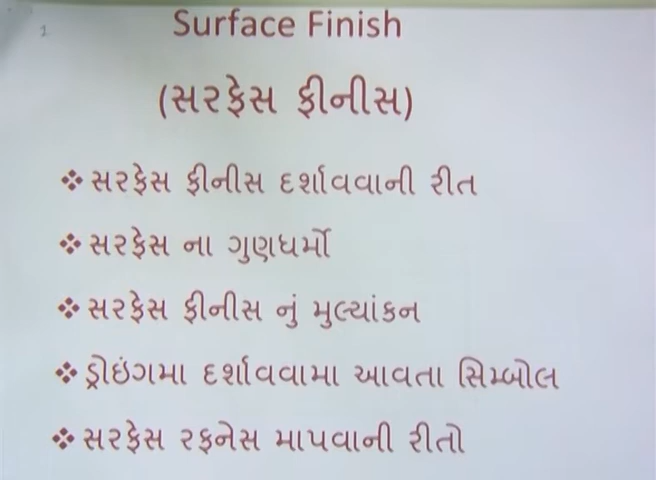 Surface Finish
(સરફેસ ફીનીસ)
❖ સરફેસ ફીનીસ દર્શાવવાની રીત
❖ સરફેસ ના ગુણધર્મો
❖ સરફેસ ફીનીસ નું મુલ્યાંકન
❖ ડ્રોઇંગમા દર્શાવવામા આવતા સિમ્બોલ
❖ સરફેસ રફનેસ માપવાની રીતો